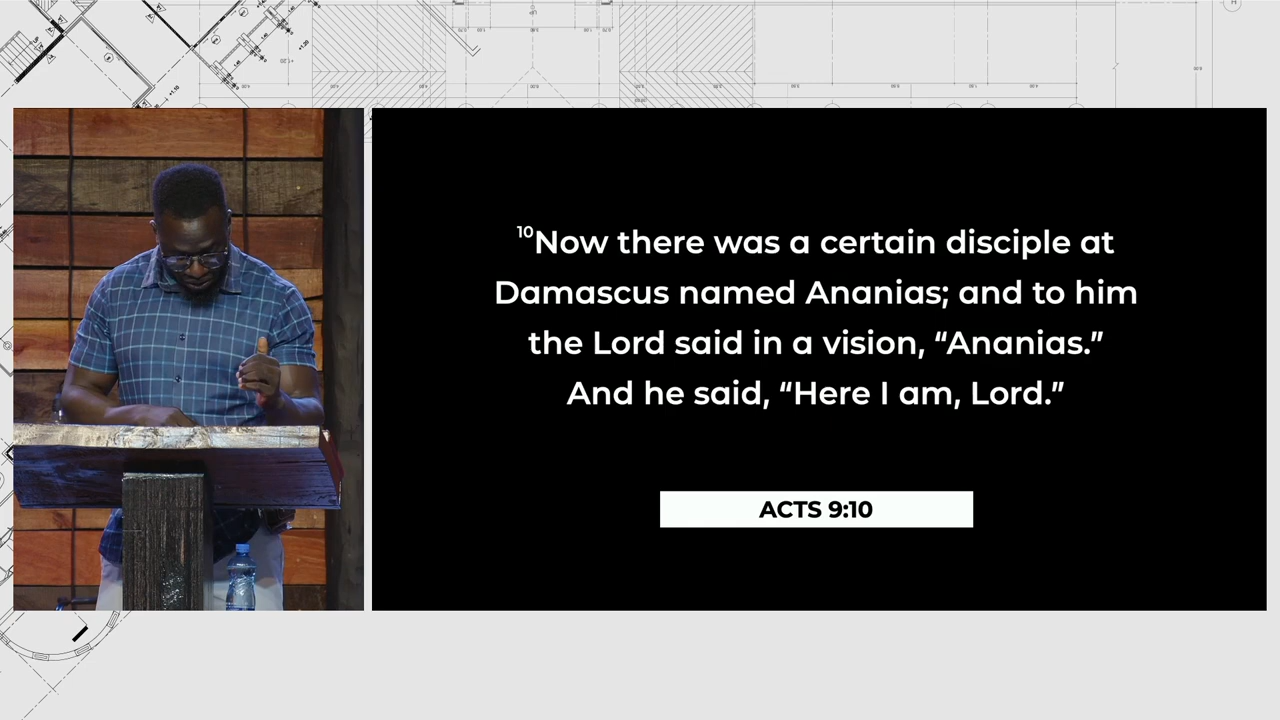 ¹⁰Now there was a certain disciple at
Damascus named Ananias; and to him
the Lord said in a vision, “Ananias.”
And he said, “Here I am, Lord.”
ACTS 9:10